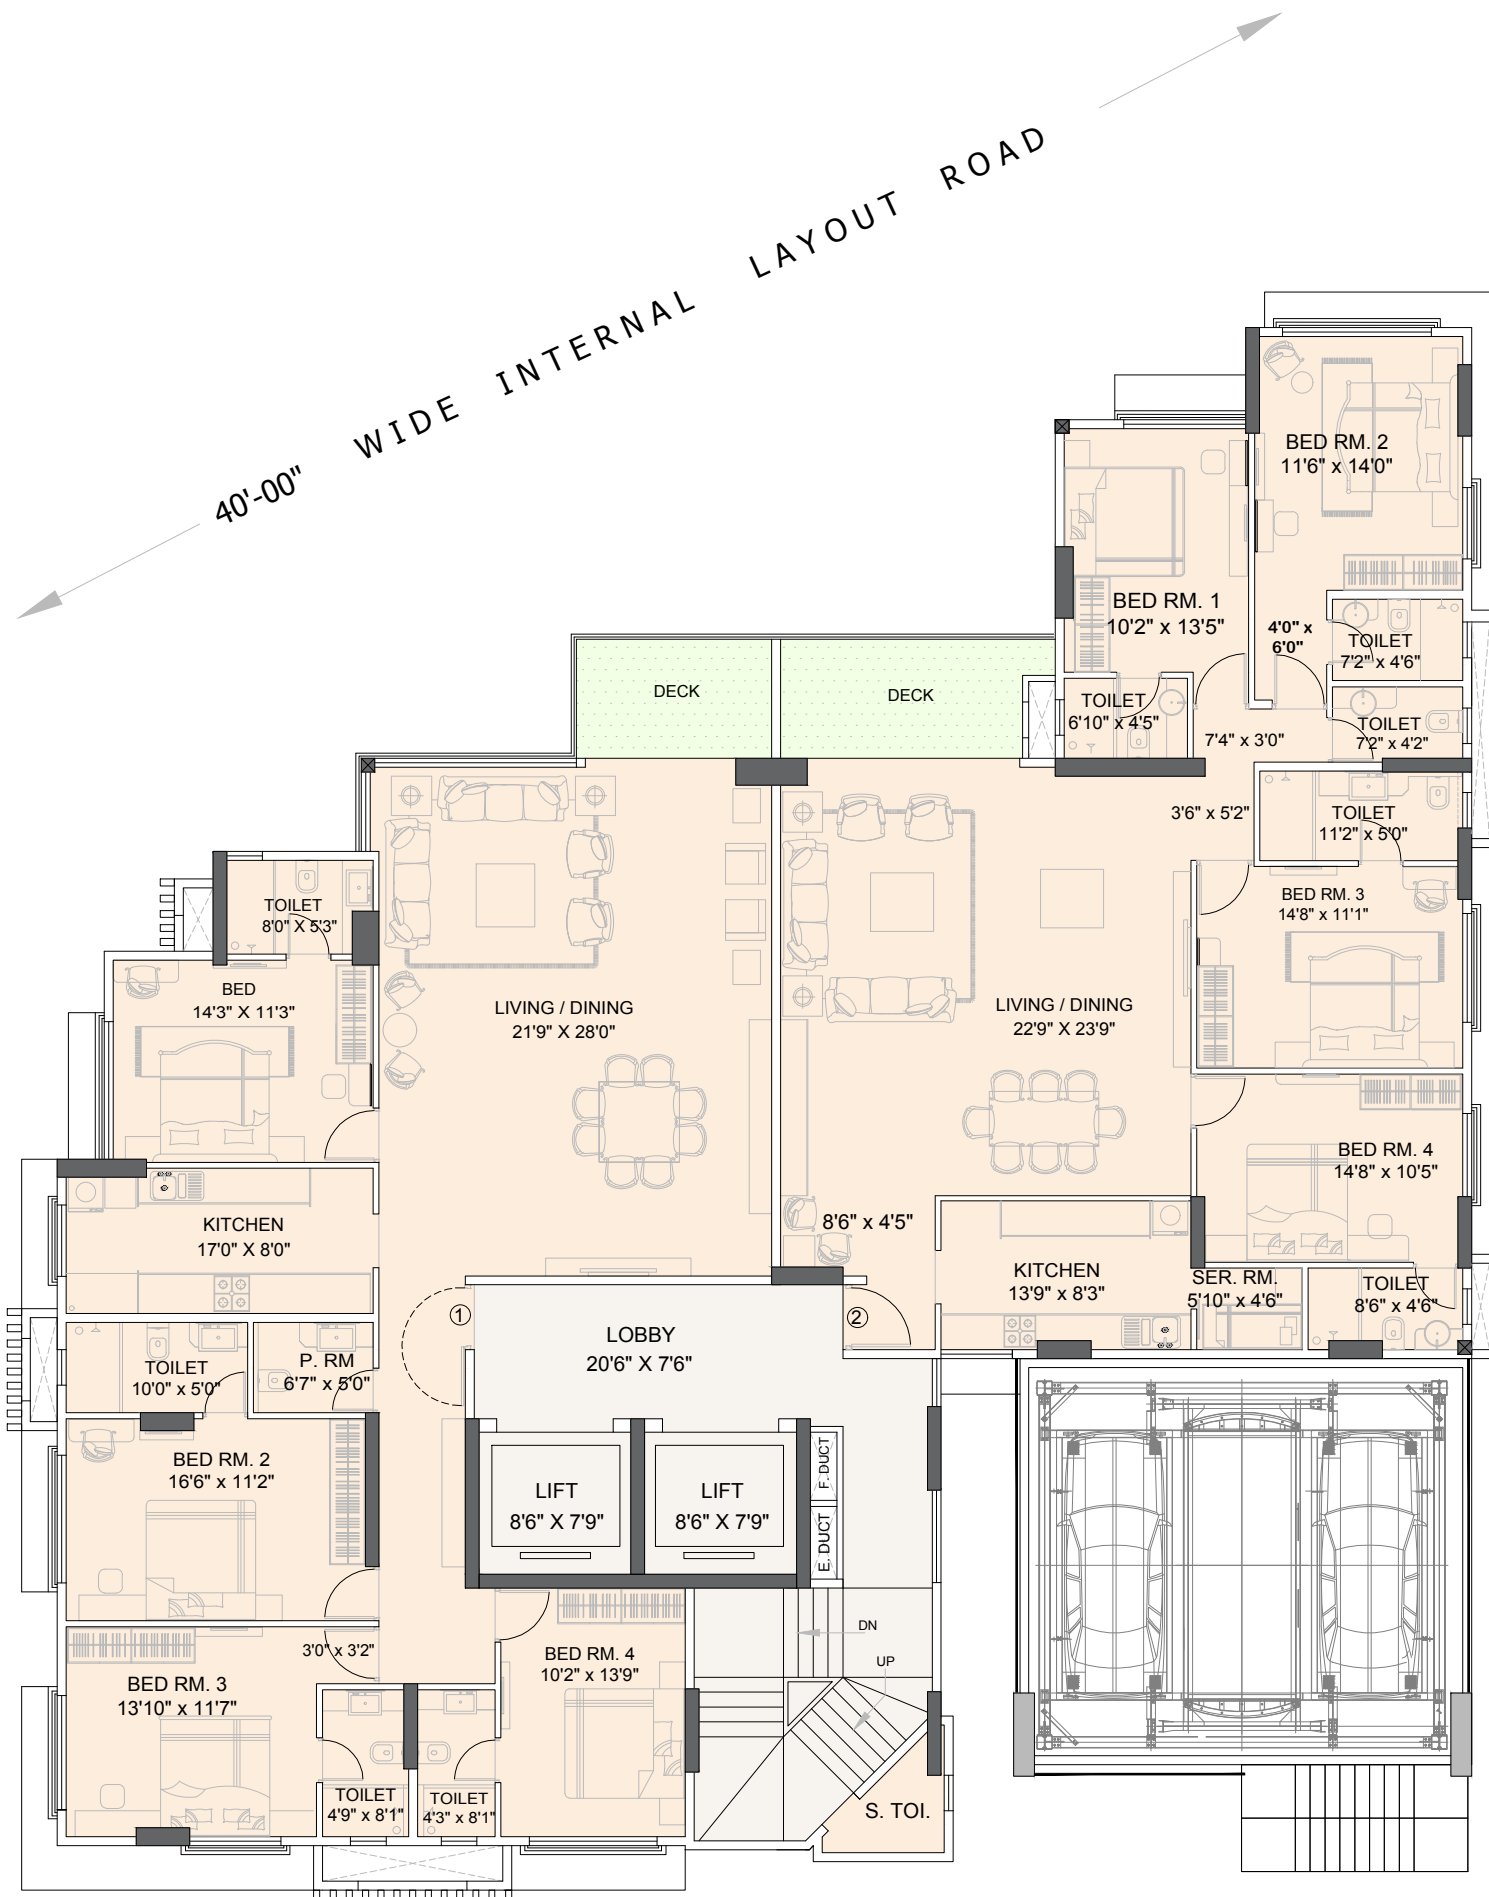 40'-00" WIDE INTERNAL LAYOUT ROAD
BED RM. 2
11'6" x 14'0"
BED RM. 1
10'2" x 13'5"
4'0" x
6'0"
TOILET
7'2" x 4'6"
DECK
DECK
TOILET
6'10" x 4'5"
TOILET
7'2" x 4'2"
7'4" x 3'0"
3'6" x 5'2"
TOILET
11'2" x 5'0"
TOILET
8'0" X 5'3"
BED RM. 3
14'8" x 11'1"
BED
14'3" X 11'3"
LIVING / DINING
21'9" X 28'0"
LIVING / DINING
22'9" X 23'9"
BED RM. 4
14'8" x 10'5"
KITCHEN
17'0" X 8'0"
8'6" x 4'5"
KITCHEN
13'9" x 8'3"
SER. RM.
5'10" x 4'6"
TOILET
8'6" x 4'6"
1
2
LOBBY
20'6" X 7'6"
TOILET
10'0" x 5'0"
P. RM
6'7" x 5'0"
BED RM. 2
16'6" x 11'2"
LIFT
8'6" X 7'9"
LIFT
8'6" X 7'9"
F. DUCT
E. DUCT
DN
UP
3'0" x 3'2"
BED RM. 4
10'2" x 13'9"
BED RM. 3
13'10" x 11'7"
TOILET
4'9" x 8'1"
TOILET
4'3" x 8'1"
S. TOI.